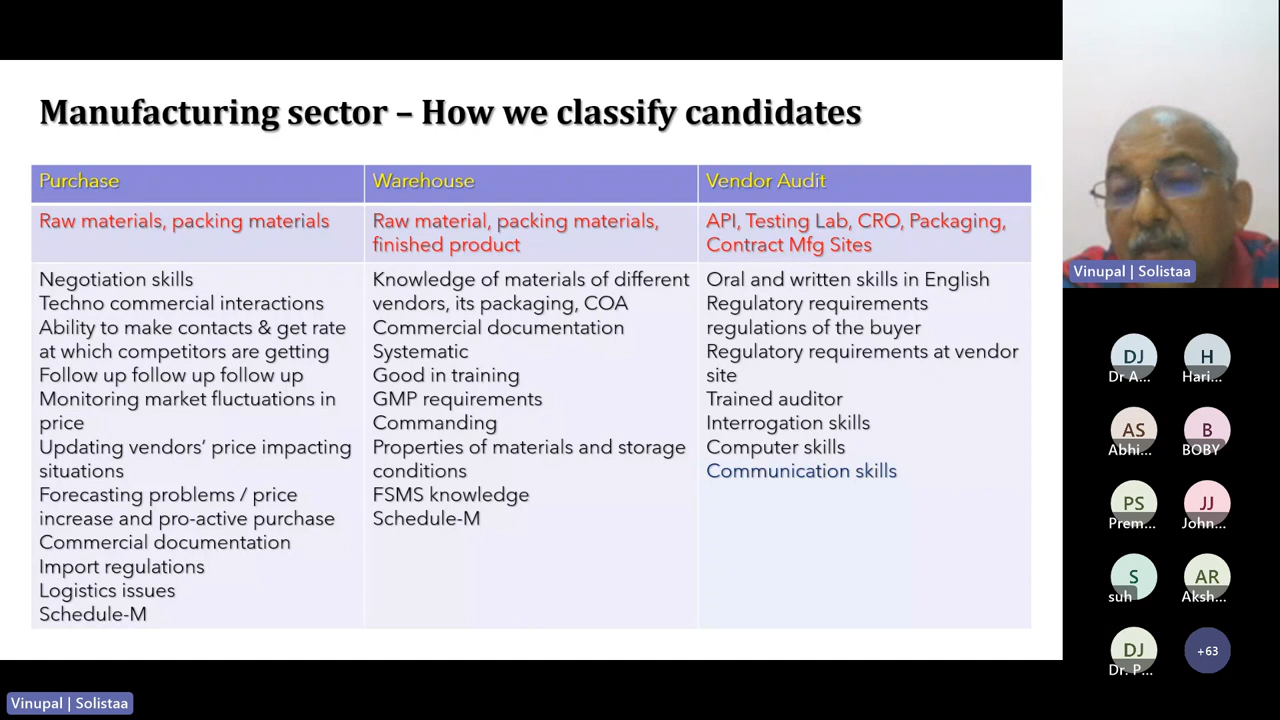 Manufacturing sector – How we classify candidates
Purchase
Warehouse
Vendor Audit
Raw materials, packing materials
Raw material, packing materials,
finished product
API, Testing Lab, CRO, Packaging,
Contract Mfg Sites
Negotiation skills
Techno commercial interactions
Ability to make contacts & get rate
at which competitors are getting
Follow up follow up follow up
Monitoring market fluctuations in
price
Updating vendors’ price impacting
situations
Forecasting problems / price
increase and pro-active purchase
Commercial documentation
Import regulations
Logistics issues
Schedule-M
Knowledge of materials of different
vendors, its packaging, COA
Commercial documentation
Systematic
Good in training
GMP requirements
Commanding
Properties of materials and storage
conditions
FSMS knowledge
Schedule-M
Oral and written skills in English
Regulatory requirements
regulations of the buyer
Regulatory requirements at vendor
site
Trained auditor
Interrogation skills
Computer skills
Communication skills
Vinupal | Solistaa
DJ
Dr A...
H
Hari...
AS
Abhi...
B
BOBY
PS
Prem...
JJ
John...
S
suh
AR
Aksh...
DJ
Dr. P...
+63
Vinupal | Solistaa